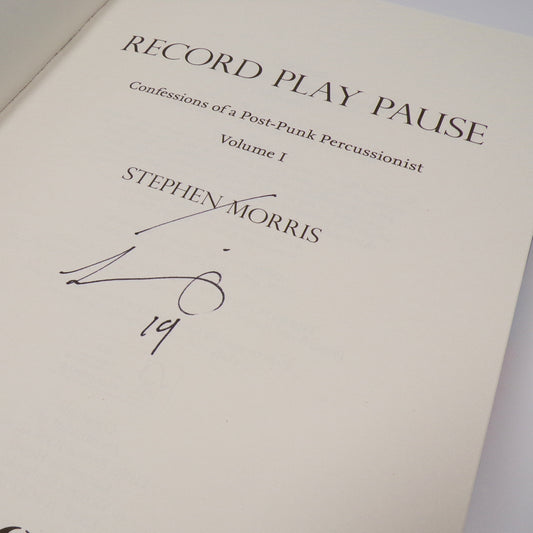 RECORD PLAY PAUSE
Confessions of a Post-Punk Percussionist
Volume I
STEPHEN MORRIS
19